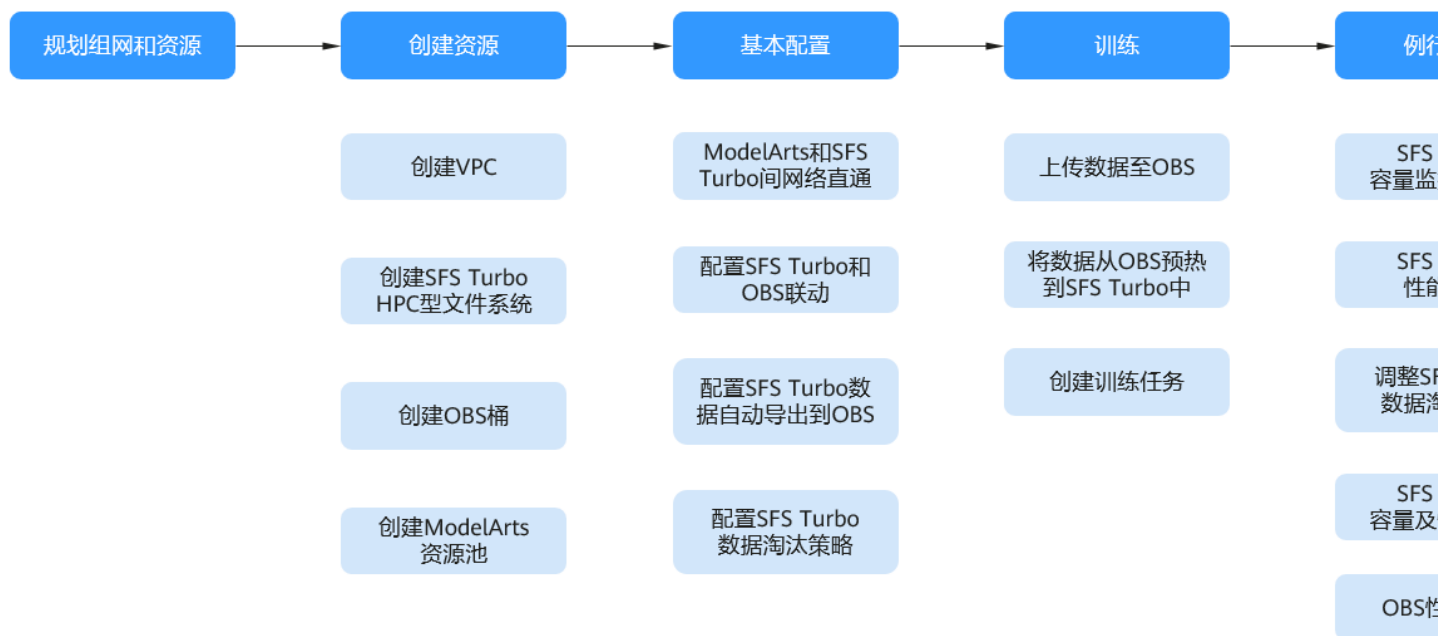 规划组网和资源
创建资源
基本配置
训练
例
创建VPC
创建SFS Turbo
HPC型文件系统
创建OBS桶
创建ModelArts
资源池
ModelArts和SFS
Turbo间网络直通
配置SFS Turbo和
OBS联动
配置SFS Turbo数
据自动导出到OBS
配置SFS Turbo
数据淘汰策略
上传数据至OBS
将数据从OBS预热
到SFS Turbo中
创建训练任务
SFS
容量监
SFS
性
调整S
数据
SFS
容量及
OBS